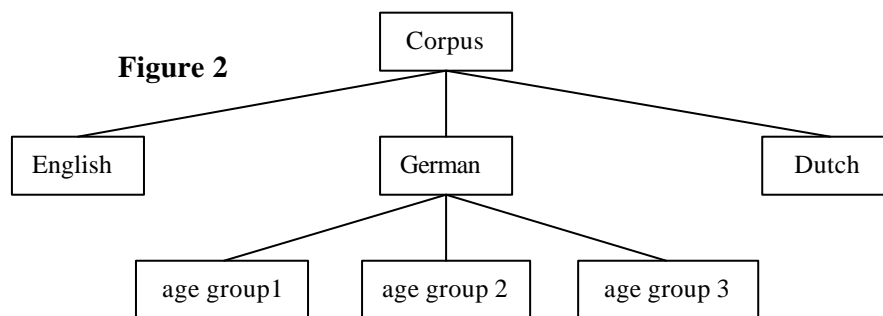 Corpus
Figure 2
English
German
Dutch
age group1
age group 2
age group 3